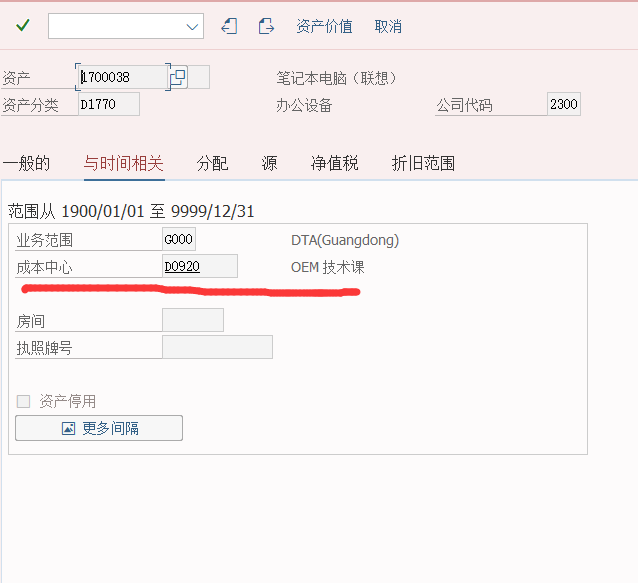 资产价值 取消
资产 1700038 笔记本电脑（联想）
资产分类 D1770 办公设备 公司代码 2300
一般的 与时间相关 分配 源 净值税 折旧范围
范围从 1900/01/01 至 9999/12/31
业务范围 G000 DTA(Guangdong)
成本中心 D0920 OEM 技术课
房间
执照牌号
资产停用
更多间隔